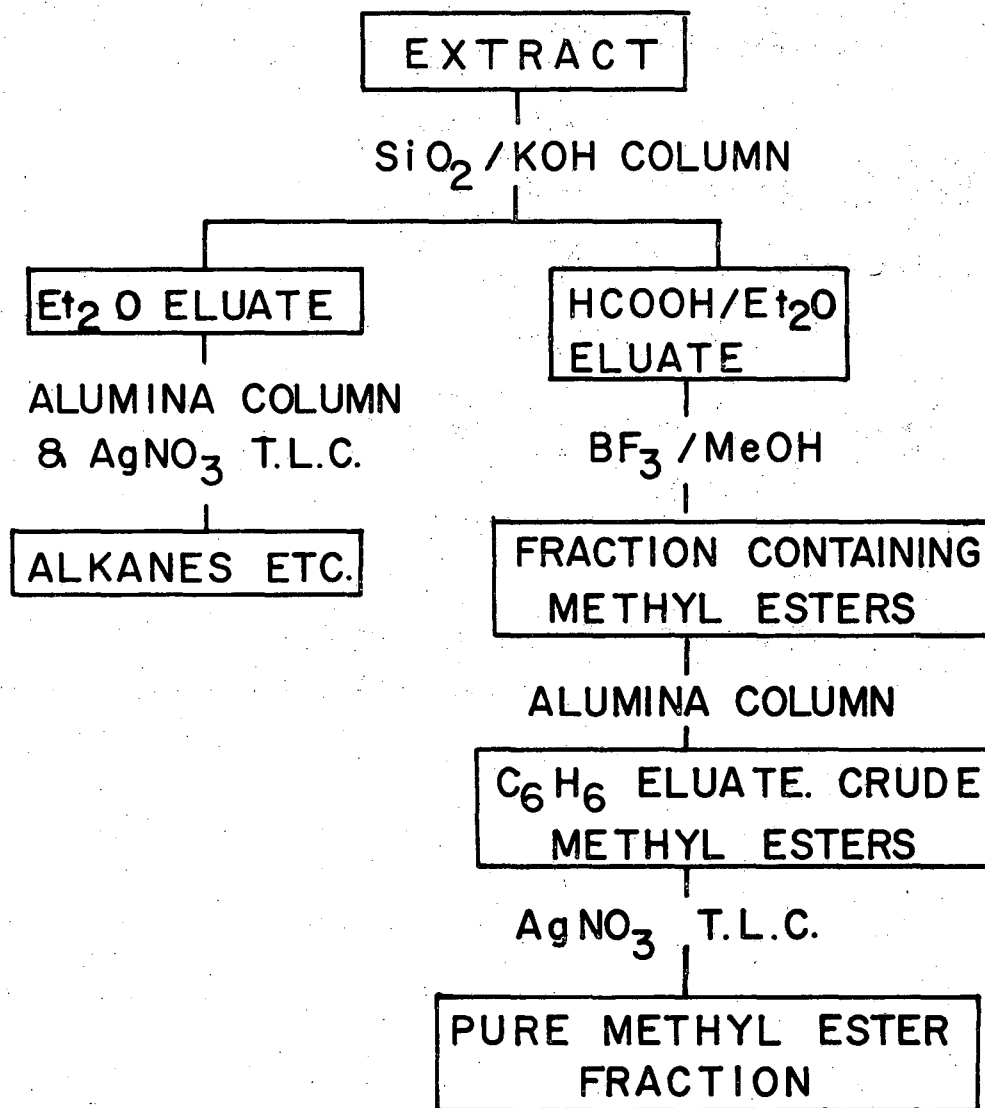 EXTRACT
SiO₂/KOH COLUMN
Et₂O ELUATE
ALUMINA COLUMN
& AgNO₃ T.L.C.
ALKANES ETC.
HCOOH/Et₂O
ELUATE
BF₃/MeOH
FRACTION CONTAINING
METHYL ESTERS
ALUMINA COLUMN
C₆H₆ ELUATE. CRUDE
METHYL ESTERS
AgNO₃ T.L.C.
PURE METHYL ESTER
FRACTION